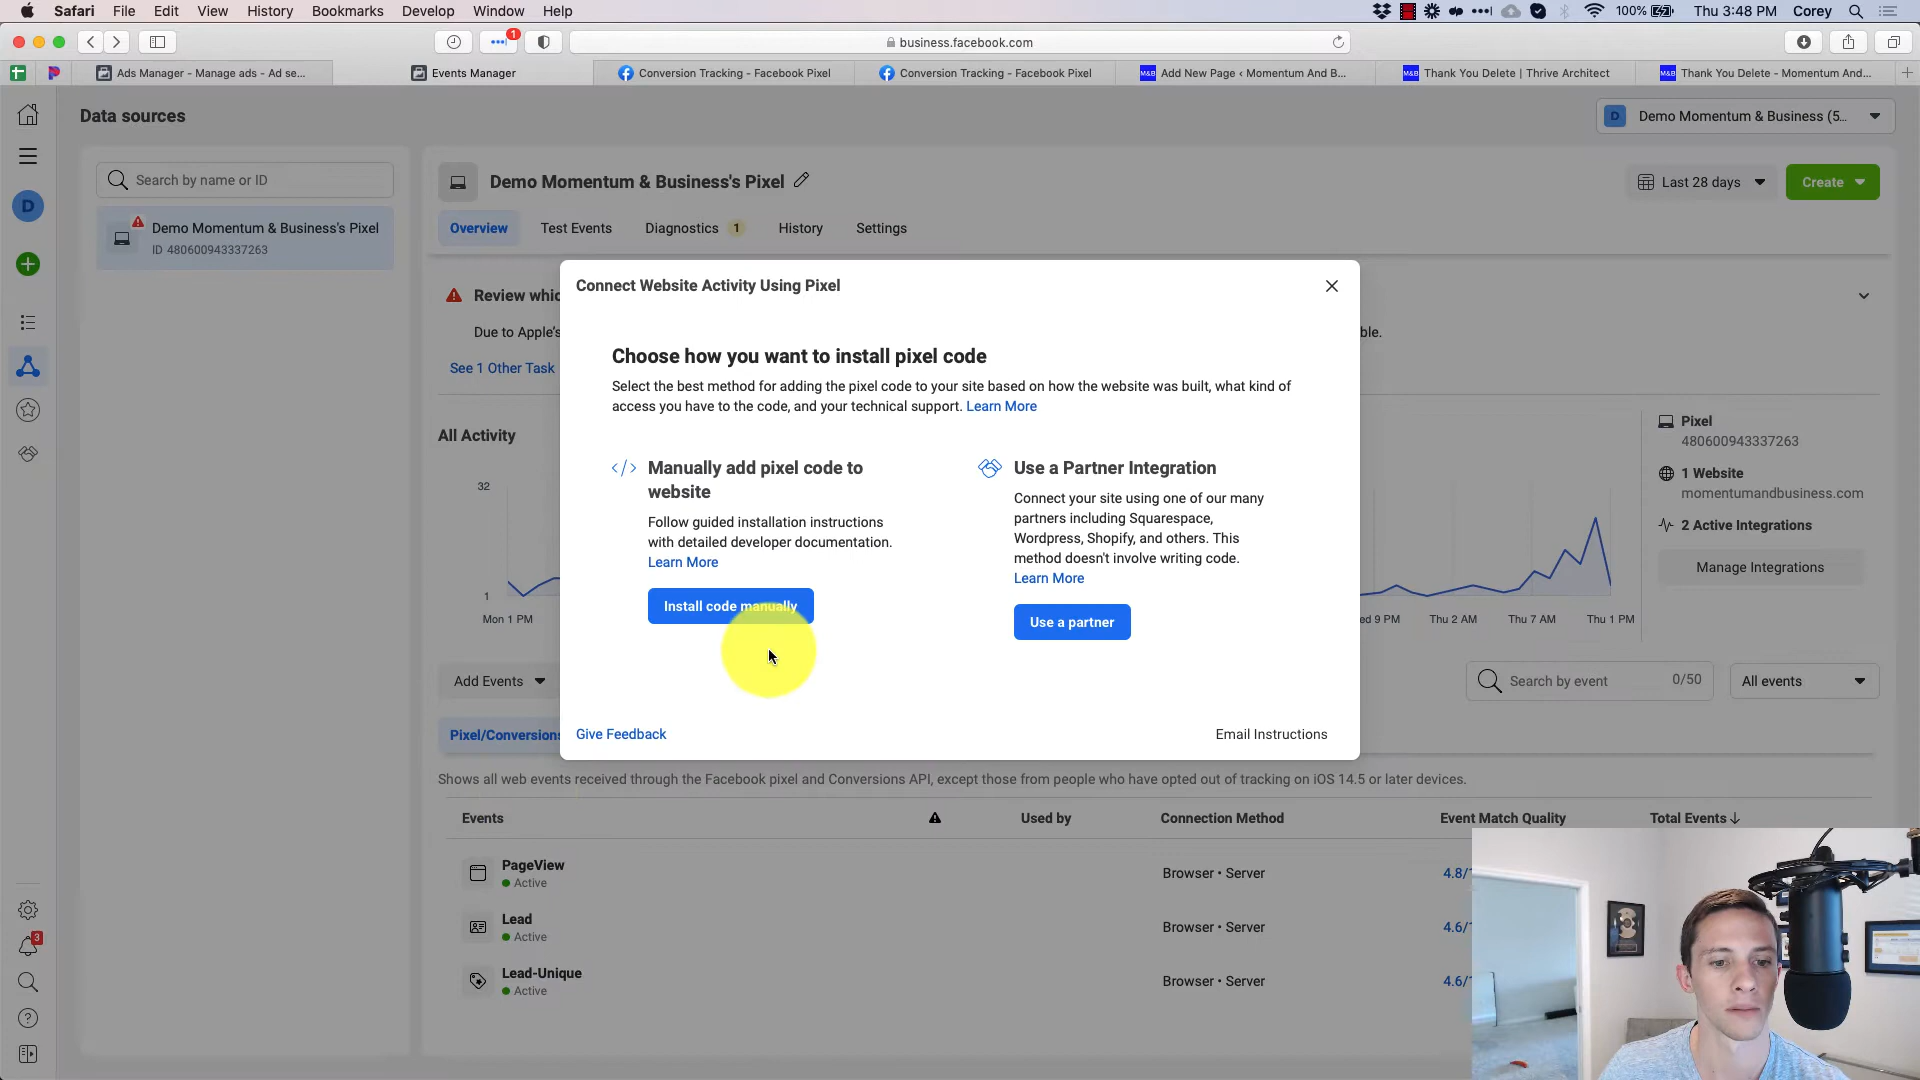 Safari File Edit View History Bookmarks Develop Window Help
100% Thu 3:48 PM Corey
1
business.facebook.com
Ads Manager - Manage ads - Ad se...
Events Manager
Conversion Tracking - Facebook Pixel
Conversion Tracking - Facebook Pixel
M&B Add New Page ‹ Momentum And B...
M&B Thank You Delete | Thrive Architect
M&B Thank You Delete - Momentum And...
Data sources
D Demo Momentum & Business (5...
Search by name or ID
Demo Momentum & Business's Pixel
Last 28 days
Create
D
Demo Momentum & Business's Pixel
ID 480600943337263
Overview Test Events Diagnostics 1 History Settings
Connect Website Activity Using Pixel
Review whic
Due to Apple's
ble.
See 1 Other Task
Choose how you want to install pixel code
Select the best method for adding the pixel code to your site based on how the website was built, what kind of
access you have to the code, and your technical support. Learn More
All Activity
Pixel
480600943337263
Manually add pixel code to
website
Follow guided installation instructions
with detailed developer documentation.
Learn More
Install code manually
Use a Partner Integration
Connect your site using one of our many
partners including Squarespace,
Wordpress, Shopify, and others. This
method doesn't involve writing code.
Learn More
Use a partner
1 Website
momentumandbusiness.com
2 Active Integrations
Manage Integrations
32
1
Mon 1 PM
ed 9 PM Thu 2 AM Thu 7 AM Thu 1 PM
Add Events
Search by event 0/50
All events
Give Feedback
Email Instructions
Pixel/Conversions
Shows all web events received through the Facebook pixel and Conversions API, except those from people who have opted out of tracking on iOS 14.5 or later devices.
Events Used by Connection Method Event Match Quality Total Events
PageView
Active
Browser • Server
4.8/
Lead
Active
Browser • Server
4.6/
3
Lead-Unique
Active
Browser • Server
4.6/